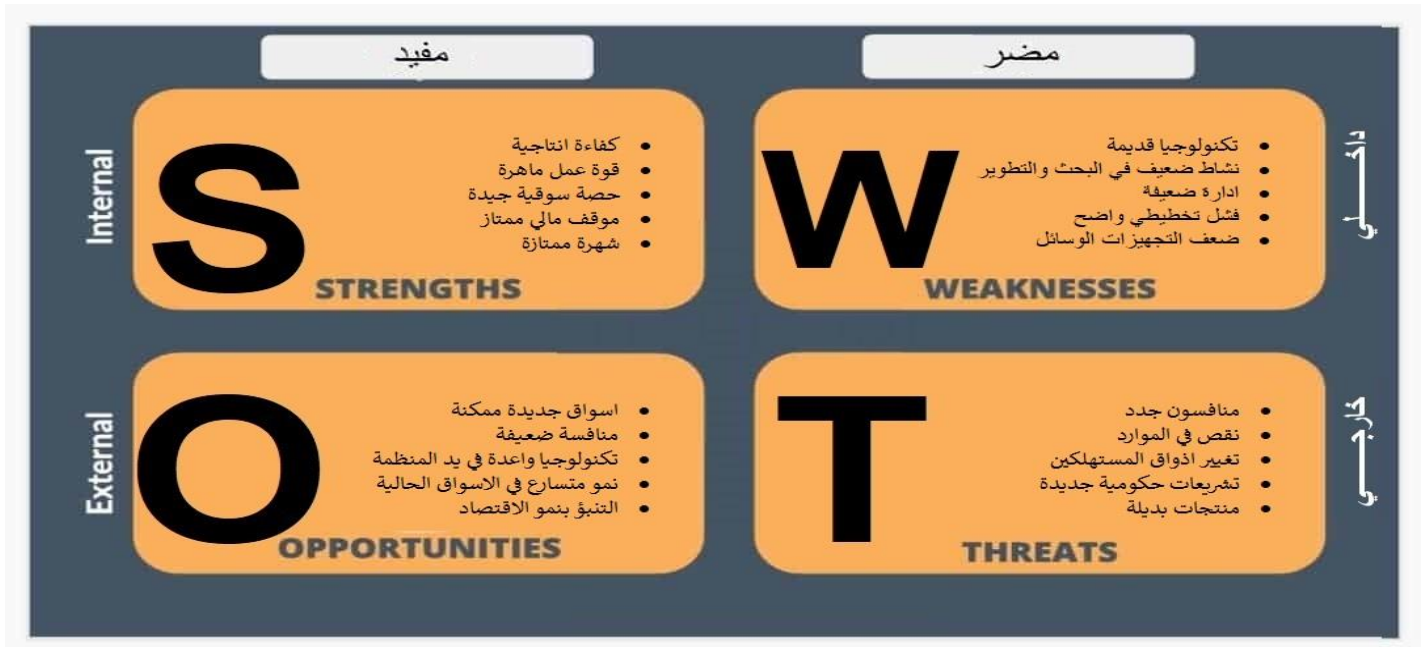 مفيد
مضر
Internal
S
كفاءة انتاجية
قوة عمل ماهرة
حصة سوقية جيدة
موقف مالي ممتاز
شهرة ممتازة
STRENGTHS
W
تكنولوجيا قديمة
نشاط ضعيف في البحث والتطوير
ادارة ضعيفة
فشل تخطيطي واضح
ضعف التجهيزات الوسائل
WEAKNESSES
داخـــــلي
External
O
اسواق جديدة ممكنة
منافسة ضعيفة
تكنولوجيا واعدة في يد المنظمة
نمو متسارع في الاسواق الحالية
التنبؤ بنمو الاقتصاد
OPPORTUNITIES
T
منافسون جدد
نقص في الموارد
تغيير اذواق المستهلكين
تشريعات حكومية جديدة
منتجات بديلة
THREATS
خارجـــــي